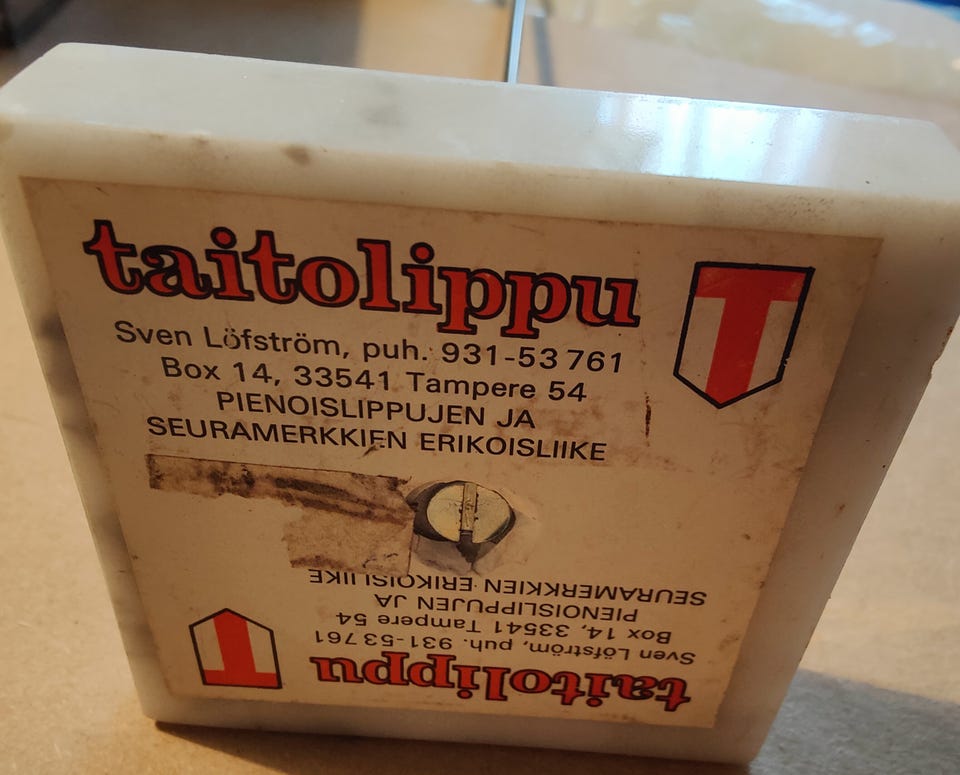 taitolippu
T
Sven Löfström, puh. 931-53 761
Box 14, 33541 Tampere 54
PIENOISLIPPUJEN JA
SEURAMERKKIEN ERIKOISLIIKE
taitolippu
T
Sven Löfström, puh. 931-53 761
Box 14, 33541 Tampere 54
PIENOISLIPPUJEN JA
SEURAMERKKIEN ERIKOISLIIKE